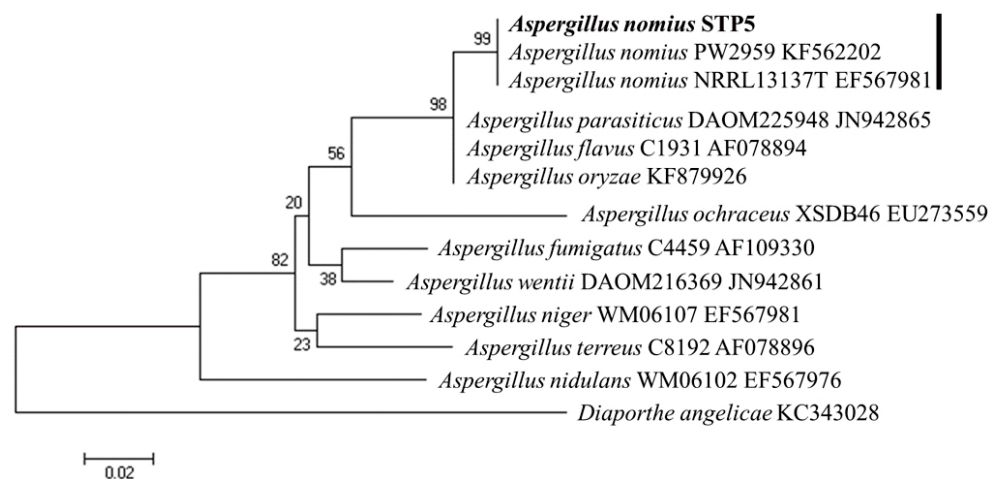 Aspergillus nomius STP5
99
Aspergillus nomius PW2959 KF562202
Aspergillus nomius NRRL13137T EF567981
98
Aspergillus parasiticus DAOM225948 JN942865
Aspergillus flavus C1931 AF078894
56
Aspergillus oryzae KF879926
20
Aspergillus ochraceus XSDB46 EU273559
Aspergillus fumigatus C4459 AF109330
82
38
Aspergillus wentii DAOM216369 JN942861
Aspergillus niger WM06107 EF567981
23
Aspergillus terreus C8192 AF078896
Aspergillus nidulans WM06102 EF567976
Diaporthe angelicae KC343028
0.02